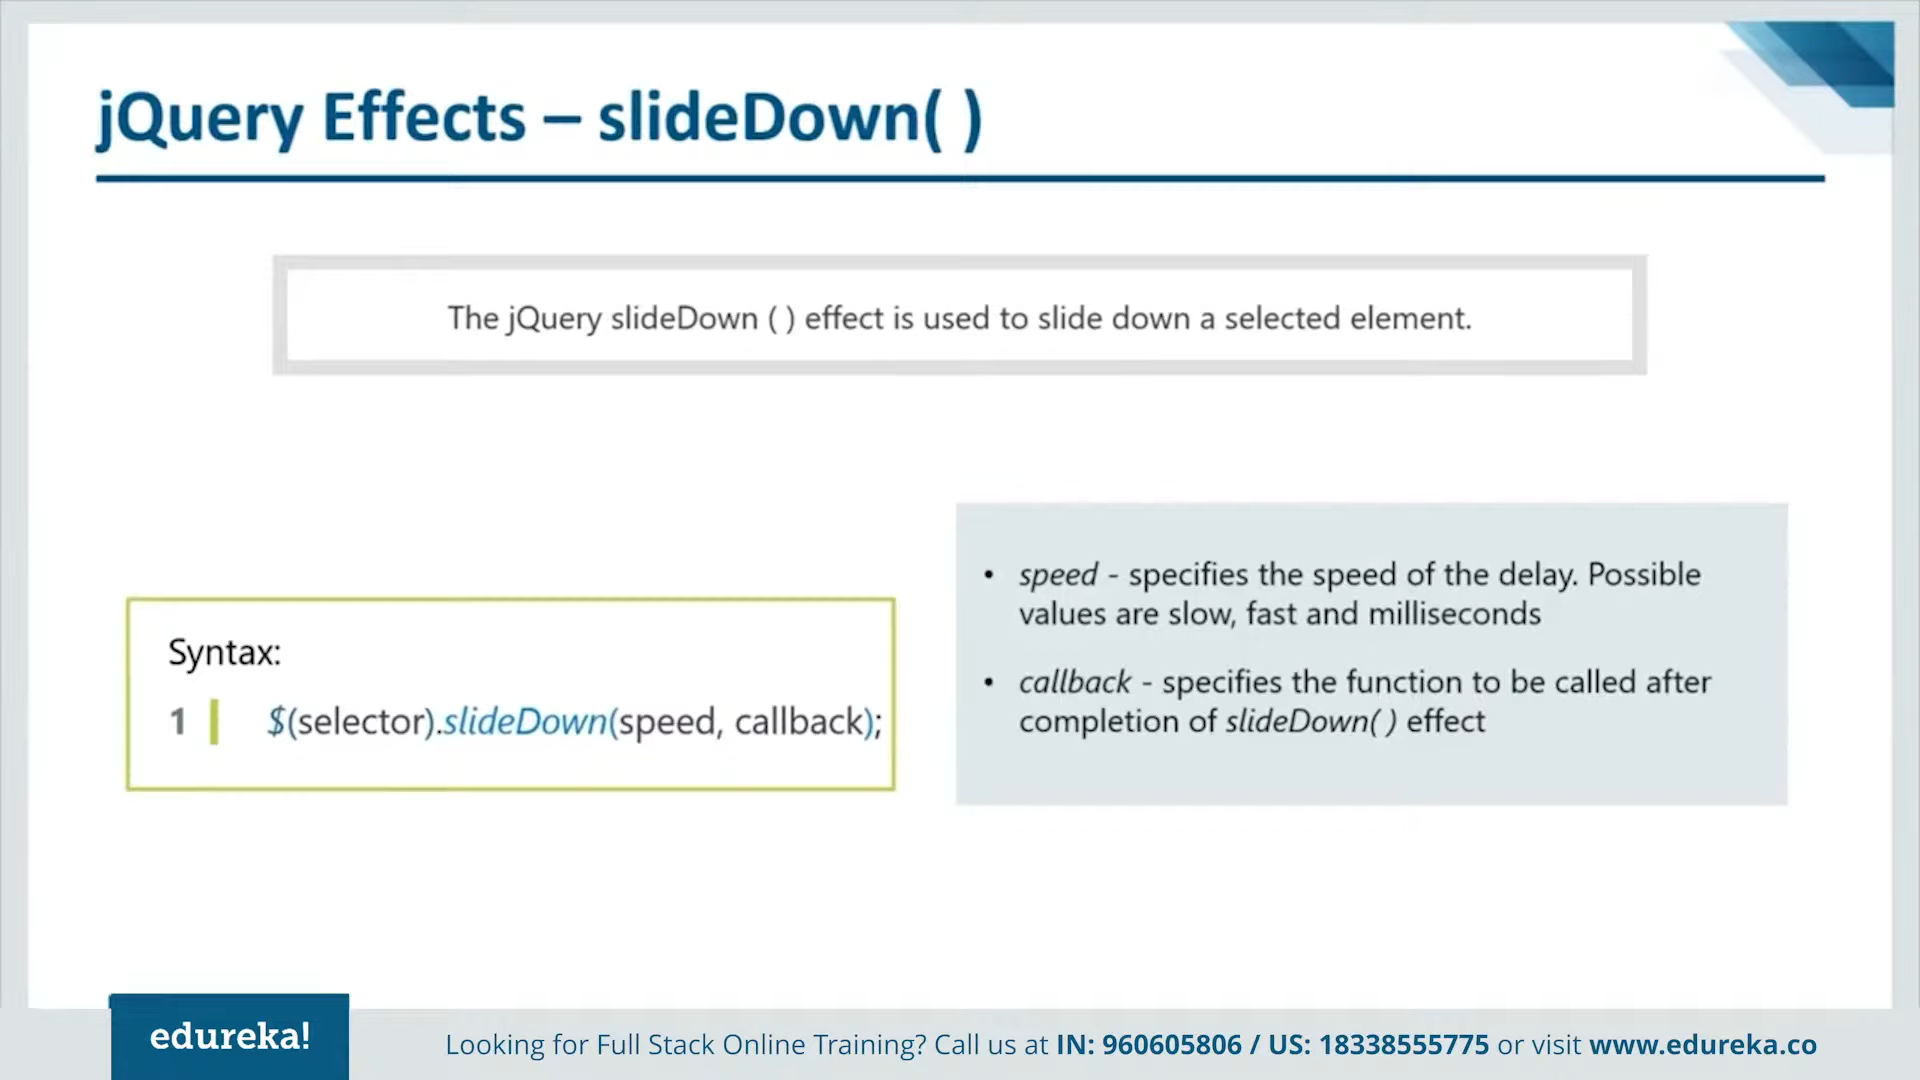 jQuery Effects – slideDown( )
The jQuery slideDown ( ) effect is used to slide down a selected element.
Syntax:
1 $(selector).slideDown(speed, callback);
• speed - specifies the speed of the delay. Possible
values are slow, fast and milliseconds
• callback - specifies the function to be called after
completion of slideDown( ) effect
edureka!
Looking for Full Stack Online Training? Call us at IN: 960605806 / US: 18338555775 or visit www.edureka.co